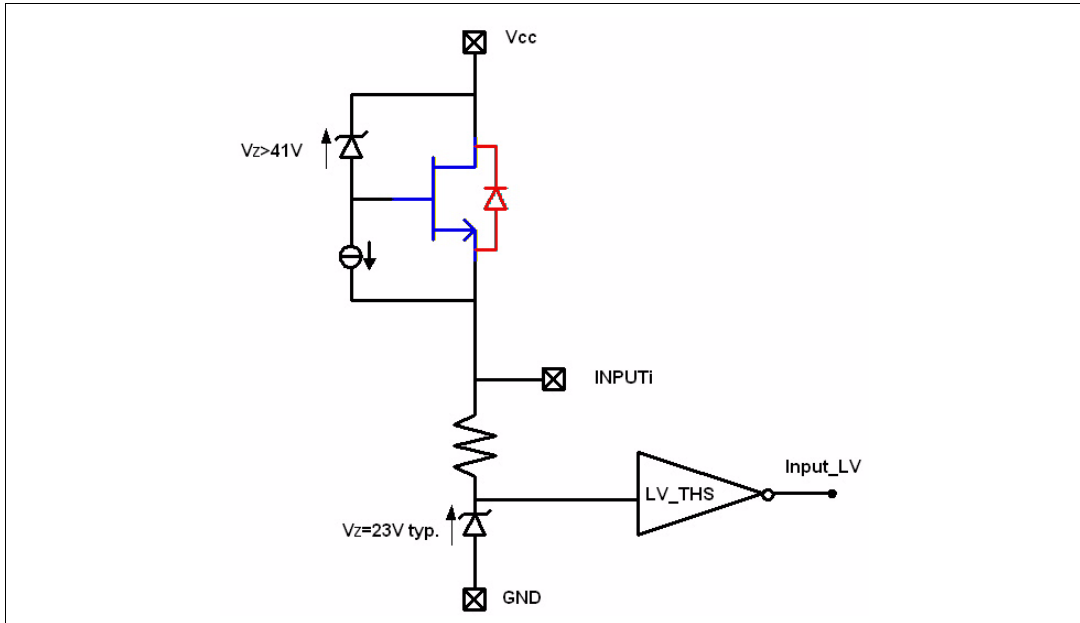 Vcc
Vz>41V
INPUTi
Input_LV
LV_THS
Vz=23V typ.
GND